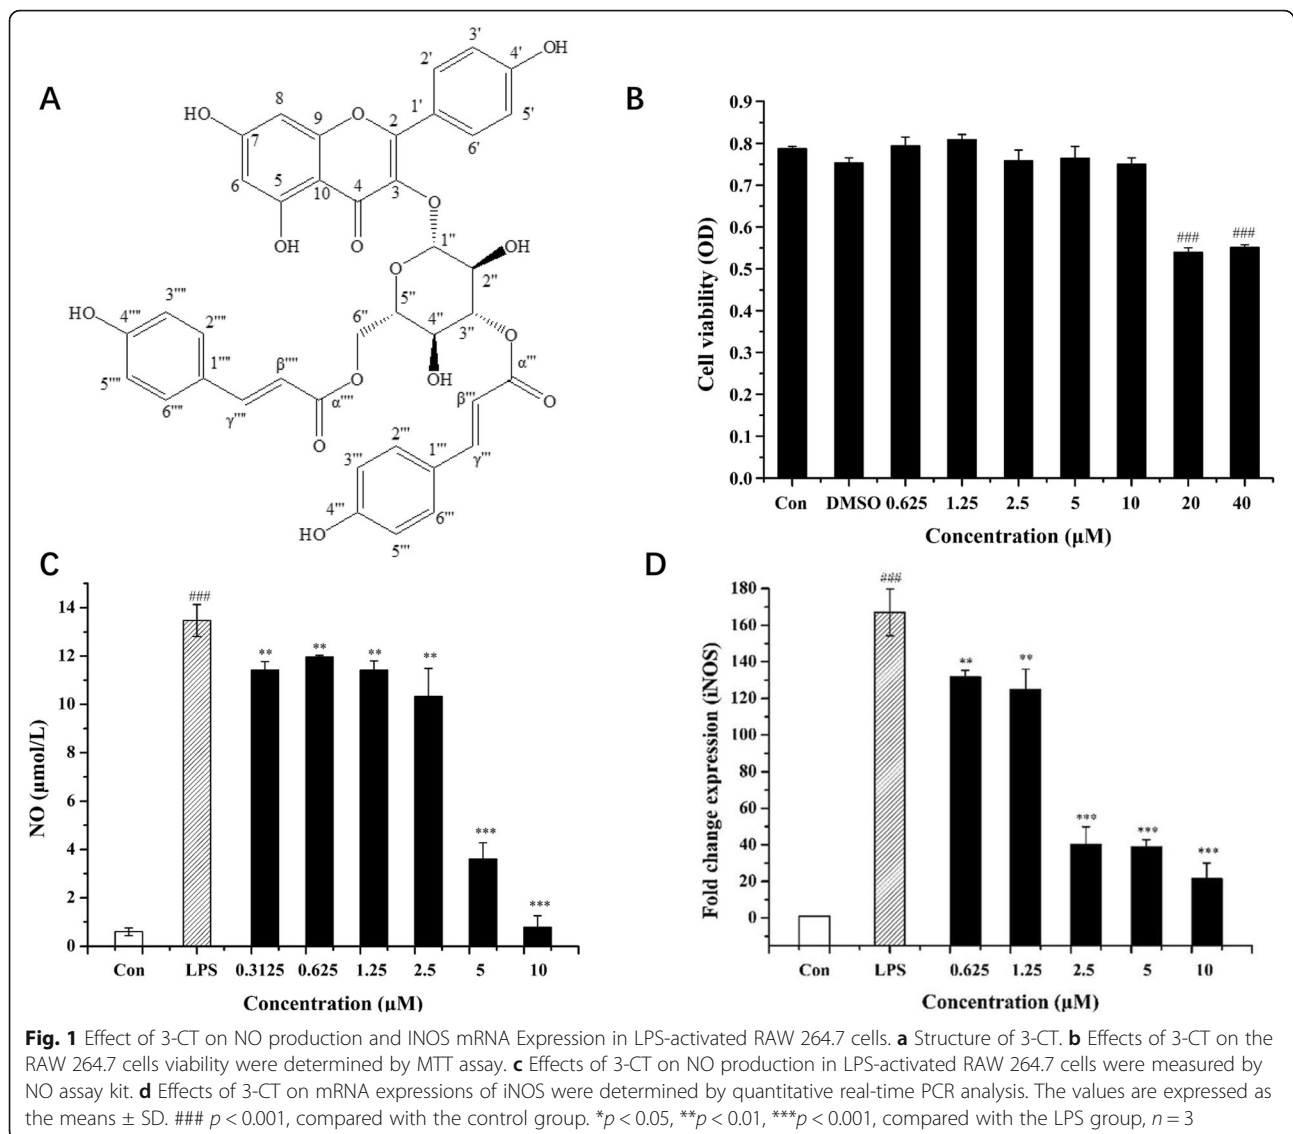 A
OH
3'
4'
2'
5'
1'
6'
HO
8
9
O
2
7
6
5
10
4
3
O
OH
O
1''
OH
O
2''
5''
6''
4''
3''
O
OH
α'''
O
β'''
γ'''
HO
3''''
4''''
2''''
1''''
5''''
6''''
β''''
γ''''
α''''
O
O
2'''
1'''
3'''
4'''
6'''
5'''
HO
B
Cell viability (OD)
0.9
0.8
0.7
0.6
0.5
0.4
0.3
0.2
0.1
0.0
### ###
Con DMSO 0.625 1.25 2.5 5 10 20 40
Concentration (μM)
C
NO (μmol/L)
14
12
10
8
6
4
2
0
### ** ** ** ** *** ***
Con LPS 0.3125 0.625 1.25 2.5 5 10
Concentration (μM)
D
Fold change expression (iNOS)
180
160
140
120
100
80
60
40
20
0
### ** ** *** *** ***
Con LPS 0.625 1.25 2.5 5 10
Concentration (μM)
Fig. 1 Effect of 3-CT on NO production and INOS mRNA Expression in LPS-activated RAW 264.7 cells. a Structure of 3-CT. b Effects of 3-CT on the
RAW 264.7 cells viability were determined by MTT assay. c Effects of 3-CT on NO production in LPS-activated RAW 264.7 cells were measured by
NO assay kit. d Effects of 3-CT on mRNA expressions of iNOS were determined by quantitative real-time PCR analysis. The values are expressed as
the means ± SD. ### p < 0.001, compared with the control group. *p < 0.05, **p < 0.01, ***p < 0.001, compared with the LPS group, n = 3